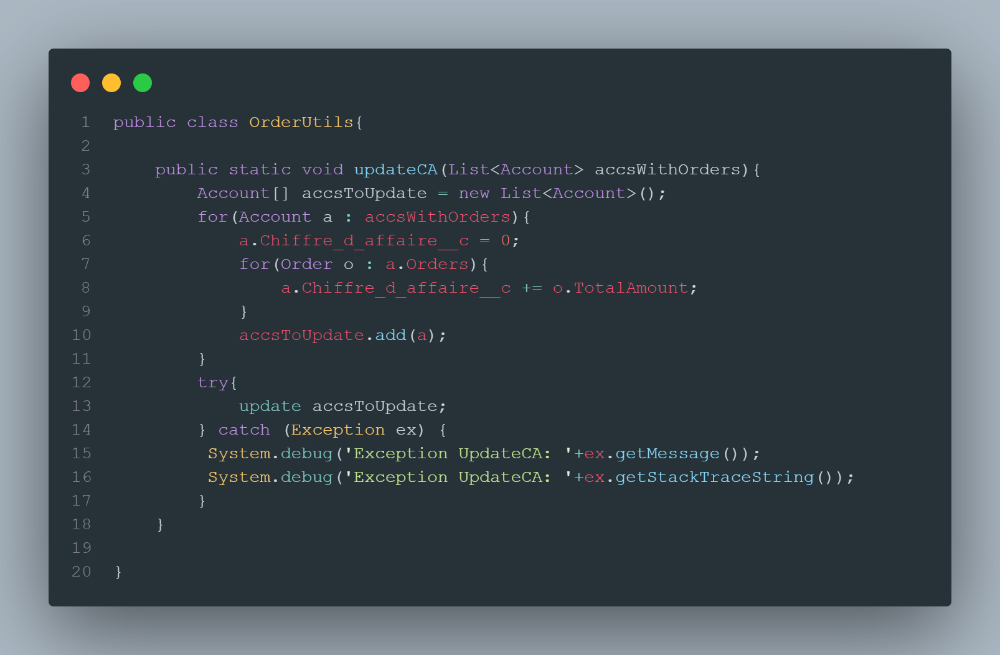 1 public class OrderUtils{
2
3     public static void updateCA(List<Account> accsWithOrders){
4         Account[] accsToUpdate = new List<Account>();
5         for(Account a : accsWithOrders){
6             a.Chiffre_d_affaire__c = 0;
7             for(Order o : a.Orders){
8                 a.Chiffre_d_affaire__c += o.TotalAmount;
9             }
10             accsToUpdate.add(a);
11         }
12         try{
13             update accsToUpdate;
14         } catch (Exception ex) {
15          System.debug('Exception UpdateCA: '+ex.getMessage());
16          System.debug('Exception UpdateCA: '+ex.getStackTraceString());
17         }
18     }
19
20 }